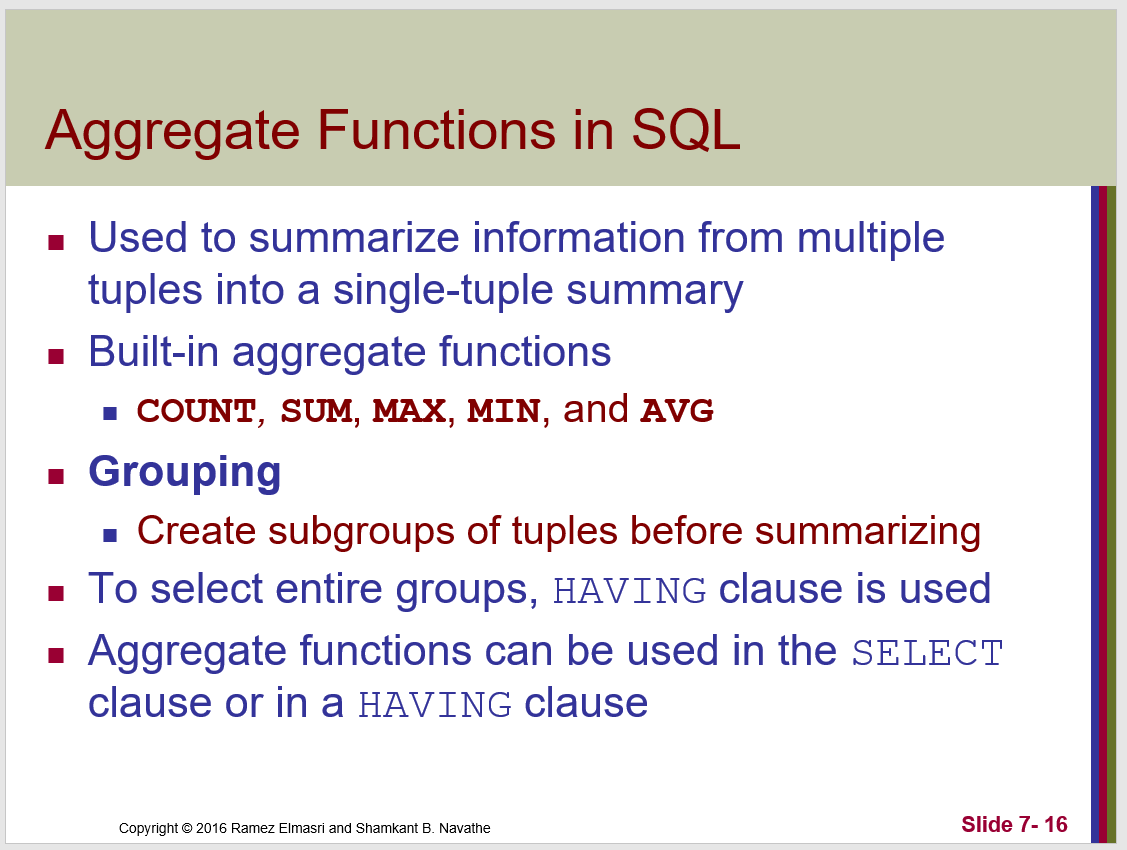 Aggregate Functions in SQL
Used to summarize information from multiple
tuples into a single-tuple summary
Built-in aggregate functions
COUNT, SUM, MAX, MIN, and AVG
Grouping
Create subgroups of tuples before summarizing
To select entire groups, HAVING clause is used
Aggregate functions can be used in the SELECT
clause or in a HAVING clause
Copyright © 2016 Ramez Elmasri and Shamkant B. Navathe
Slide 7- 16